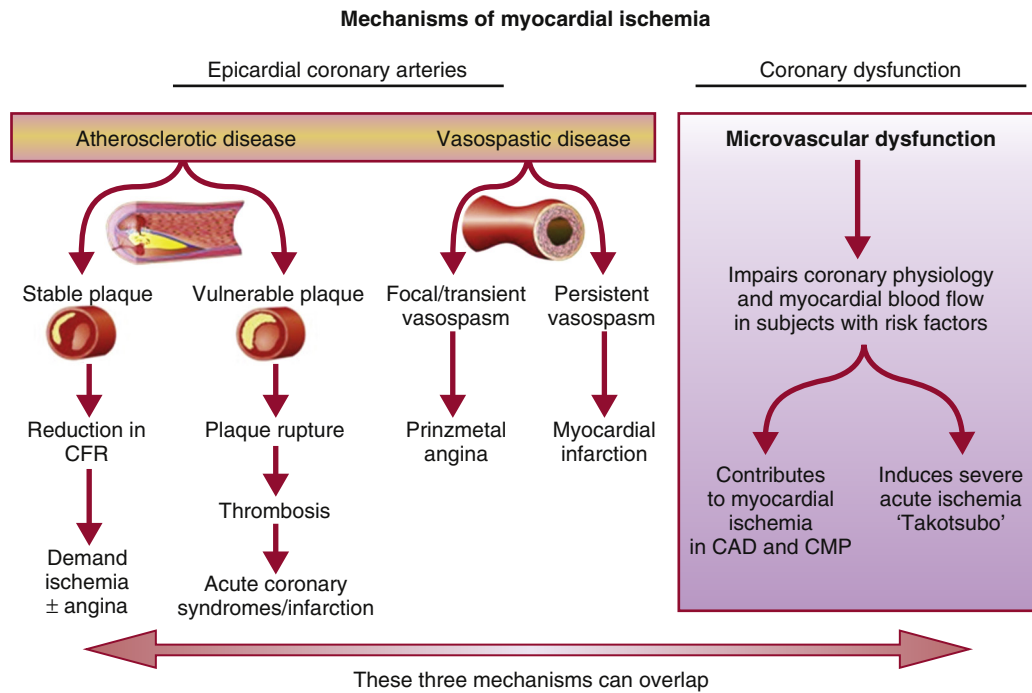 Mechanisms of myocardial ischemia
Epicardial coronary arteries
Coronary dysfunction
Atherosclerotic disease
Vasospastic disease
Microvascular dysfunction
Stable plaque
Vulnerable plaque
Focal/transient
vasospasm
Persistent
vasospasm
Impairs coronary physiology
and myocardial blood flow
in subjects with risk factors
Reduction in
CFR
Plaque rupture
Prinzmetal
angina
Myocardial
infarction
Thrombosis
Contributes
to myocardial
ischemia
in CAD and CMP
Induces severe
acute ischemia
‘Takotsubo’
Demand
ischemia
± angina
Acute coronary
syndromes/infarction
These three mechanisms can overlap